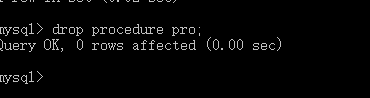 mysql> drop procedure pro;
Query OK, 0 rows affected (0.00 sec)
mysql>